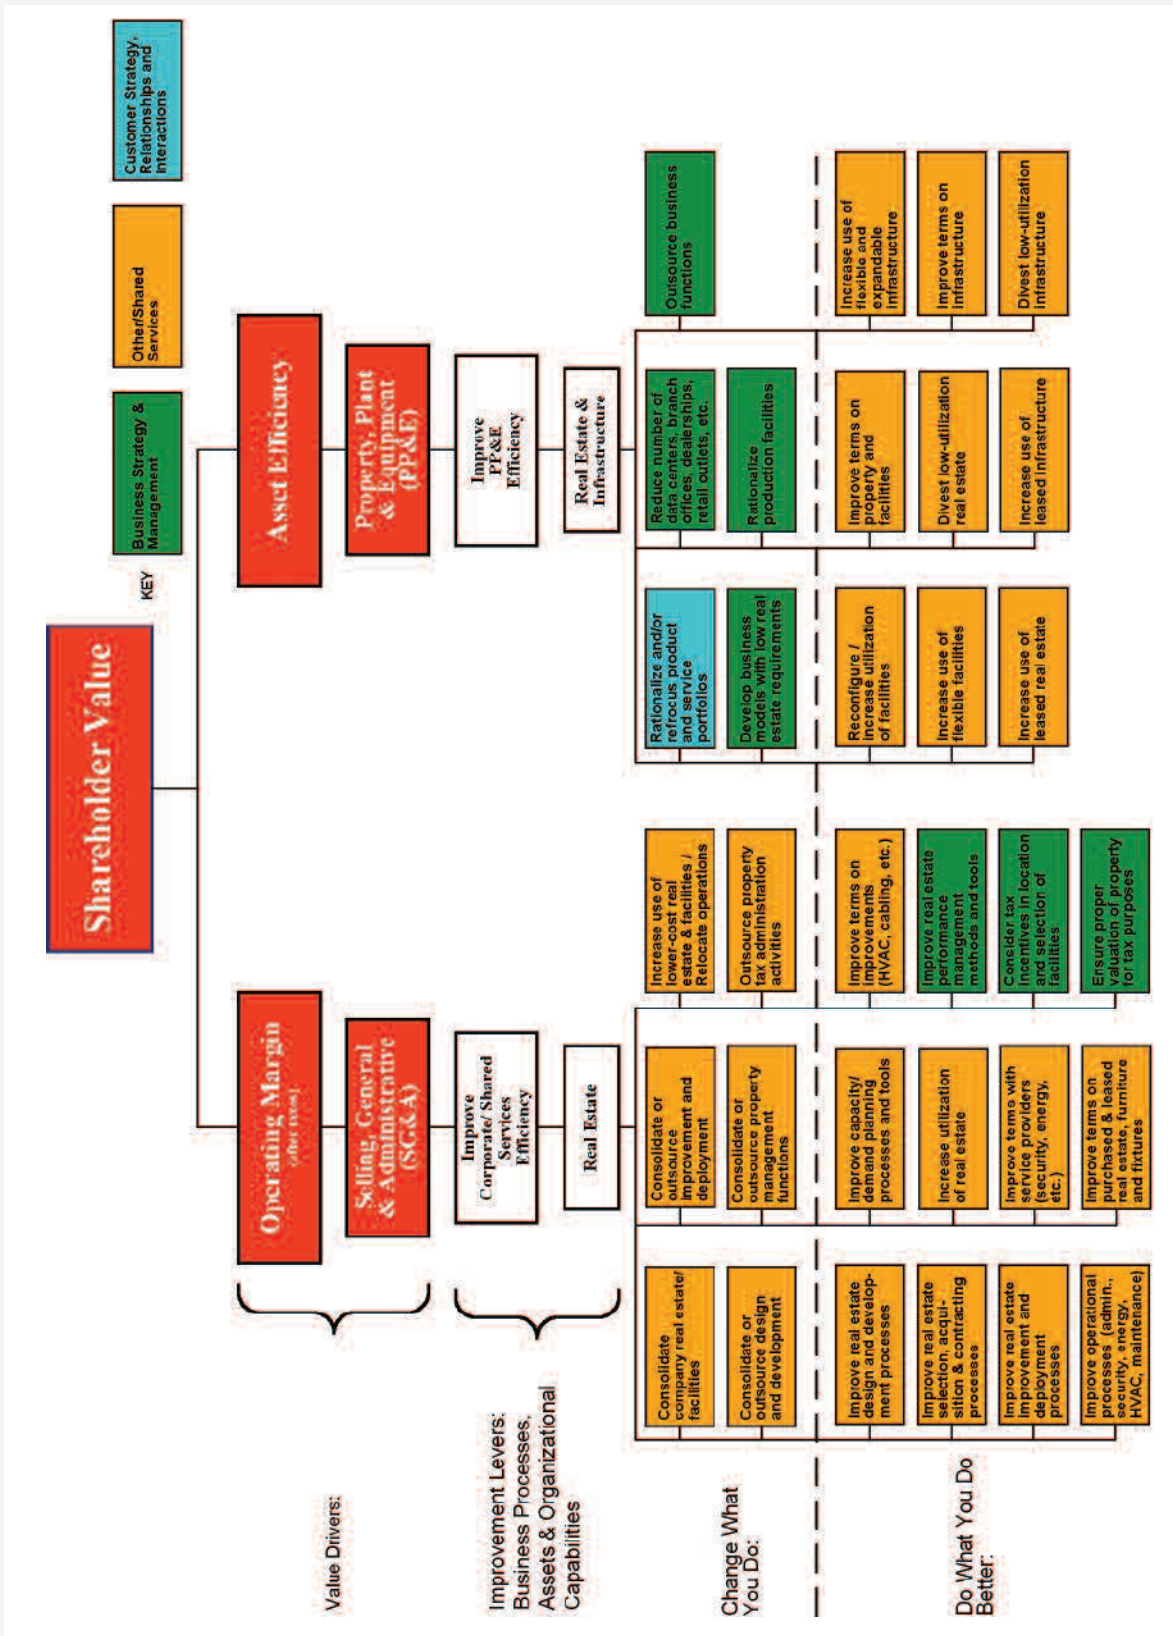 Shareholder Value
KEY
Business Strategy &
Management
Other/Shared
Services
Customer Strategy,
Relationships and
Interactions
Value Drivers:
Operating Margin
(after taxes)
Asset Efficiency
Selling, General
& Administrative
(SG&A)
Property, Plant
& Equipment
(PP&E)
Improvement Levers:
Business Processes,
Assets & Organizational
Capabilities
Improve
Corporate/ Shared
Services
Efficiency
Improve
PP&E
Efficiency
Real Estate
Real Estate &
Infrastructure
Change What
You Do:
Consolidate
company real estate/
facilities
Consolidate or
outsource
improvement and
deployment
Increase use of
lower-cost real
estate & facilities /
Relocate operations
Rationalize and/or
refrocus product
and service
portfolios
Reduce number of
data centers, branch
offices, dealerships,
retail outlets, etc.
Outsource business
functions
Consolidate or
outsource design
and development
Consolidate or
outsource property
management
functions
Outsource property
tax administration
activities
Develop business
models with low real
estate requirements
Rationalize
production facilities
Do What You Do
Better:
Improve real estate
design and develop-
ment processes
Improve capacity/
demand planning
processes and tools
Improve terms on
improvements
(HVAC, cabling, etc.)
Reconfigure /
increase utilization
of facilities
Improve terms on
property and
facilities
Increase use of
flexible and
expandable
infrastructure
Improve real estate
selection, acqui-
sition & contracting
processes
Increase utilization
of real estate
Improve real estate
performance
management
methods and tools
Increase use of
flexible facilities
Divest low-utilization
real estate
Improve terms on
infrastructure
Improve real estate
improvement and
deployment
processes
Improve terms with
service providers
(security, energy,
etc.)
Consider tax
incentives in location
and selection of
facilities
Increase use of
leased real estate
Increase use of
leased infrastructure
Divest low-utilization
infrastructure
Improve operational
processes (admin.,
security, energy,
HVAC, maintenance)
Improve terms on
purchased & leased
real estate, furniture
and fixtures
Ensure proper
valuation of property
for tax purposes